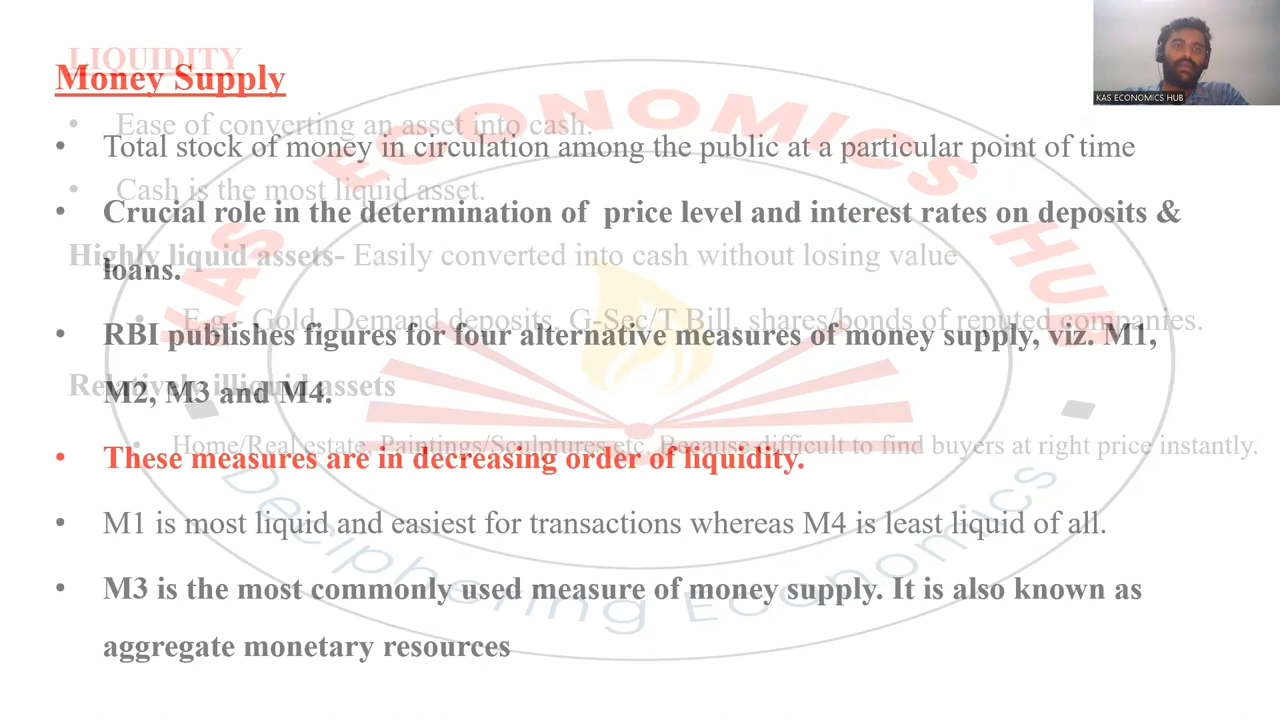 LIQUIDITY
Money Supply
• Ease of converting an asset into cash.
• Total stock of money in circulation among the public at a particular point of time
• Cash is the most liquid asset.
• Crucial role in the determination of price level and interest rates on deposits &
loans.
Highly liquid assets- Easily converted into cash without losing value
• E.g - Gold, Demand deposits, G-Sec/T Bill, shares/bonds of reputed companies.
• RBI publishes figures for four alternative measures of money supply, viz. M1,
M2, M3 and M4.
Relatively illiquid assets
• Home/Real estate, Paintings/Sculptures etc. Because difficult to find buyers at right price instantly.
• These measures are in decreasing order of liquidity.
• M1 is most liquid and easiest for transactions whereas M4 is least liquid of all.
• M3 is the most commonly used measure of money supply. It is also known as
aggregate monetary resources
KAS ECONOMICS HUB
Deciphering Economics
KAS ECONOMICS HUB